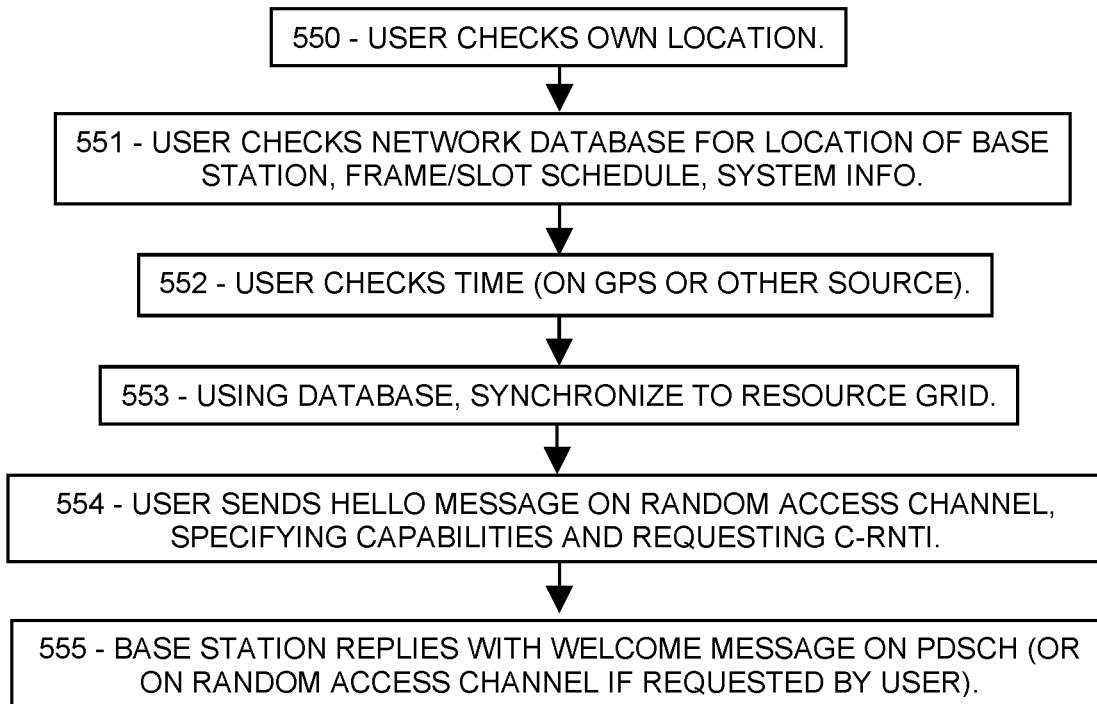 550 - USER CHECKS OWN LOCATION.
551 - USER CHECKS NETWORK DATABASE FOR LOCATION OF BASE
STATION, FRAME/SLOT SCHEDULE, SYSTEM INFO.
552 - USER CHECKS TIME (ON GPS OR OTHER SOURCE).
553 - USING DATABASE, SYNCHRONIZE TO RESOURCE GRID.
554 - USER SENDS HELLO MESSAGE ON RANDOM ACCESS CHANNEL,
SPECIFYING CAPABILITIES AND REQUESTING C-RNTI.
555 - BASE STATION REPLIES WITH WELCOME MESSAGE ON PDSCH (OR
ON RANDOM ACCESS CHANNEL IF REQUESTED BY USER).